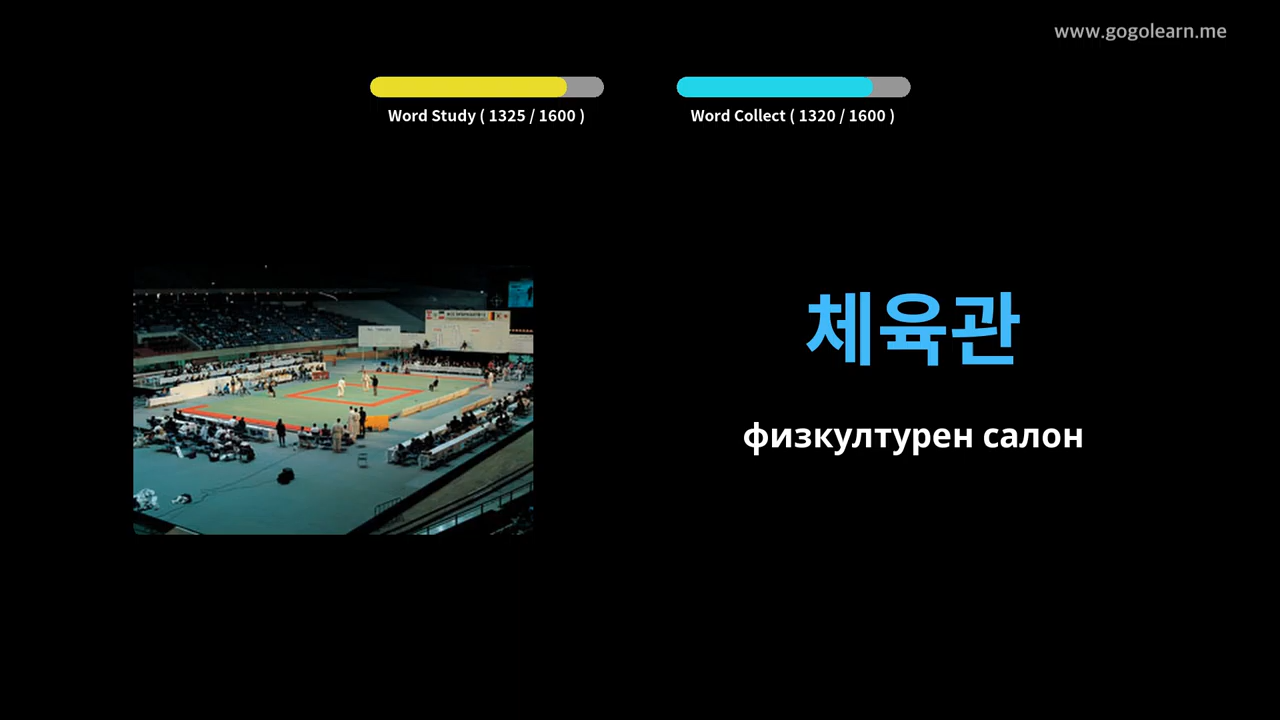 www.gogolearn.me
Word Study ( 1325 / 1600 )
Word Collect ( 1320 / 1600 )
체육관
физкултурен салон